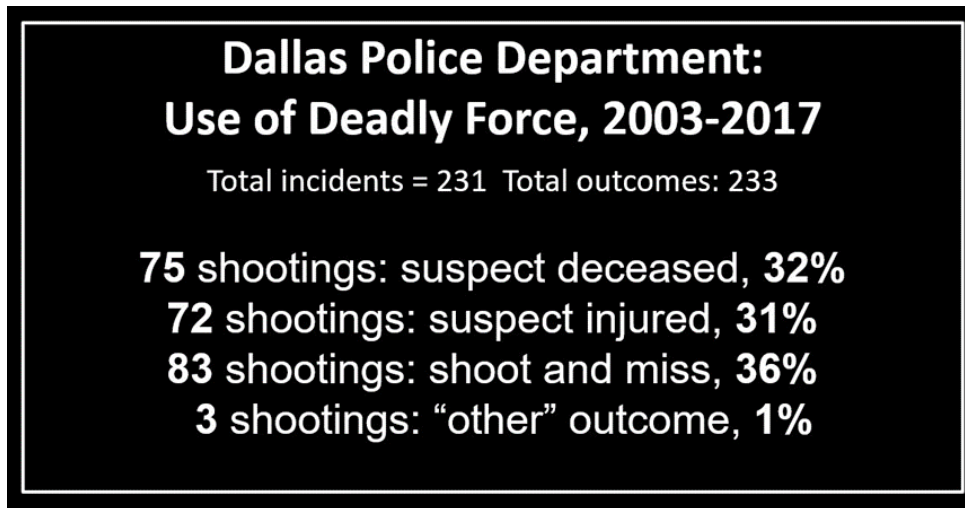 Dallas Police Department:
Use of Deadly Force, 2003-2017
Total incidents = 231 Total outcomes: 233
75 shootings: suspect deceased, 32%
72 shootings: suspect injured, 31%
83 shootings: shoot and miss, 36%
3 shootings: “other” outcome, 1%